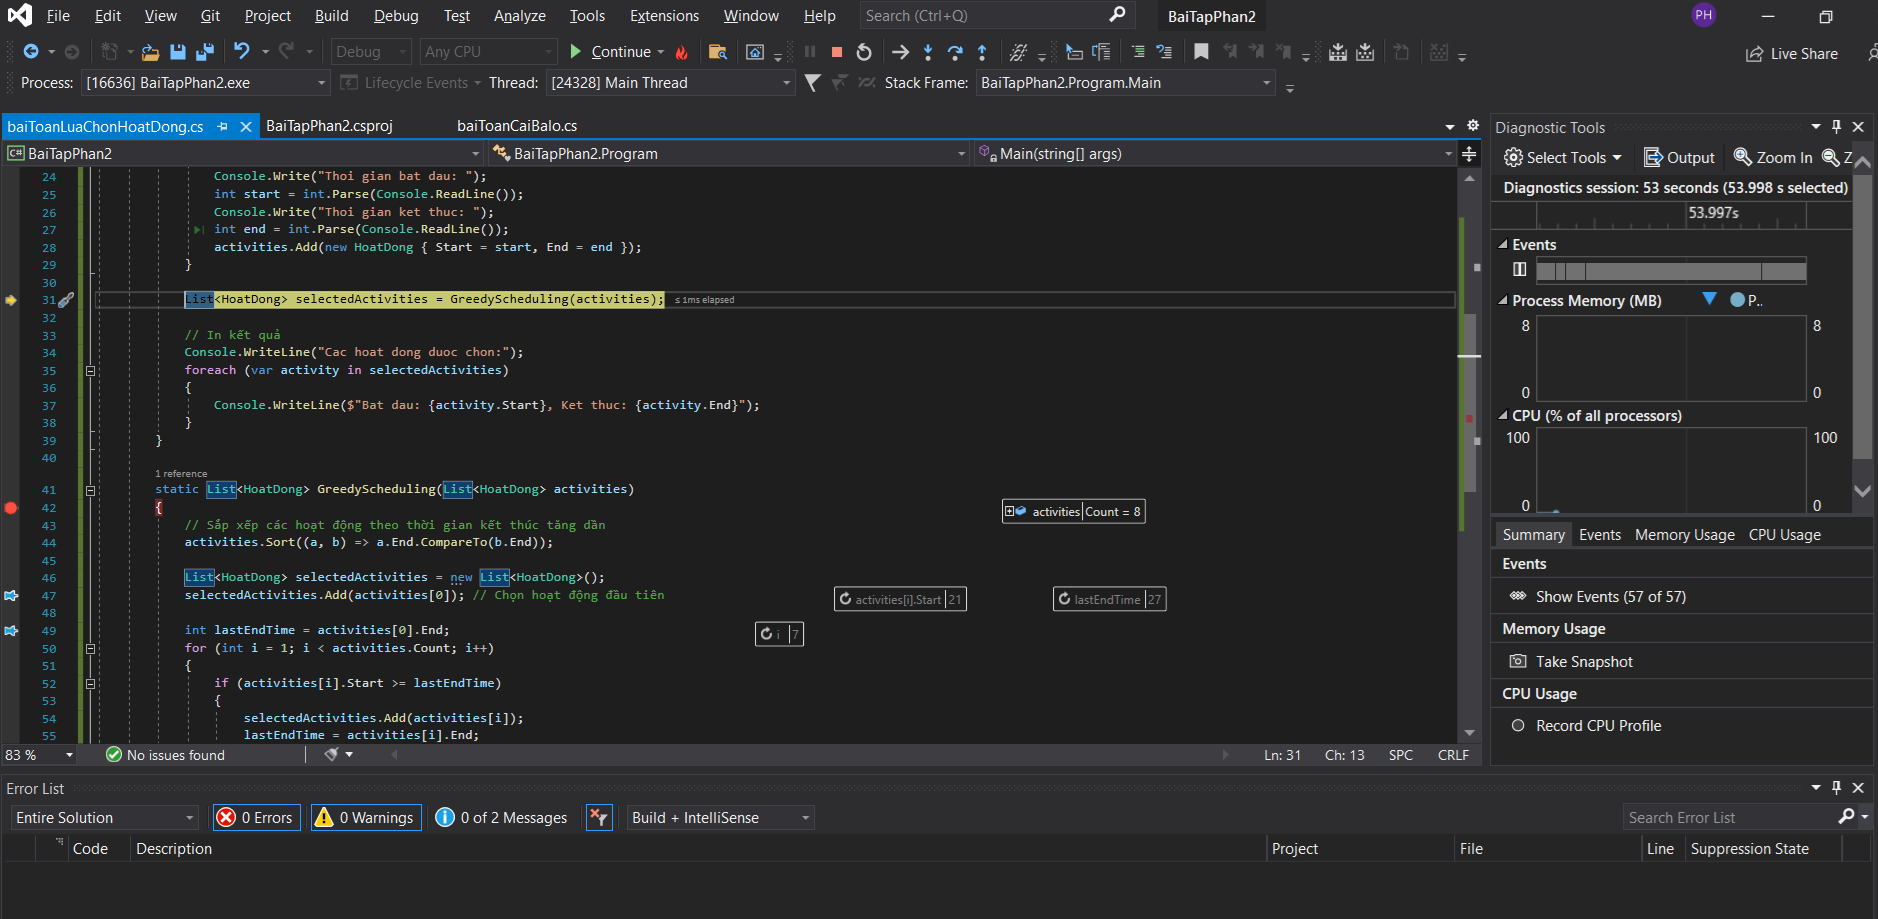 File Edit View Git Project Build Debug Test Analyze Tools Extensions Window Help Search (Ctrl+Q) BaiTapPhan2 PH
Debug Any CPU Continue Live Share
Process: [16636] BaiTapPhan2.exe Lifecycle Events Thread: [24328] Main Thread Stack Frame: BaiTapPhan2.Program.Main
baiToanLuaChonHoatDong.cs BaiTapPhan2.csproj baiToanCaiBalo.cs
C# BaiTapPhan2 BaiTapPhan2.Program Main(string[] args)
24 Console.Write("Thoi gian bat dau: ");
25 int start = int.Parse(Console.ReadLine());
26 Console.Write("Thoi gian ket thuc: ");
27 int end = int.Parse(Console.ReadLine());
28 activities.Add(new HoatDong { Start = start, End = end });
29 }
30
31 List<HoatDong> selectedActivities = GreedyScheduling(activities); ≤ 1ms elapsed
32
33 // In kết quả
34 Console.WriteLine("Cac hoat dong duoc chon:");
35 foreach (var activity in selectedActivities)
36 {
37 Console.WriteLine($"Bat dau: {activity.Start}, Ket thuc: {activity.End}");
38 }
39 }
40
1 reference
41 static List<HoatDong> GreedyScheduling(List<HoatDong> activities)
42 { activities Count = 8
43 // Sắp xếp các hoạt động theo thời gian kết thúc tăng dần
44 activities.Sort((a, b) => a.End.CompareTo(b.End));
45
46 List<HoatDong> selectedActivities = new List<HoatDong>();
47 selectedActivities.Add(activities[0]); // Chọn hoạt động đầu tiên activities[i].Start 21 lastEndTime 27
48
49 int lastEndTime = activities[0].End; i 7
50 for (int i = 1; i < activities.Count; i++)
51 {
52 if (activities[i].Start >= lastEndTime)
53 {
54 selectedActivities.Add(activities[i]);
55 lastEndTime = activities[i].End;
83 % No issues found Ln: 31 Ch: 13 SPC CRLF
Diagnostic Tools
Select Tools Output Zoom In Z
Diagnostics session: 53 seconds (53.998 s selected)
53.997s
Events
Process Memory (MB) P..
8 8
0 0
CPU (% of all processors)
100 100
0 0
Summary Events Memory Usage CPU Usage
Events
Show Events (57 of 57)
Memory Usage
Take Snapshot
CPU Usage
Record CPU Profile
Error List
Entire Solution 0 Errors 0 Warnings 0 of 2 Messages Build + IntelliSense Search Error List
Code Description Project File Line Suppression State